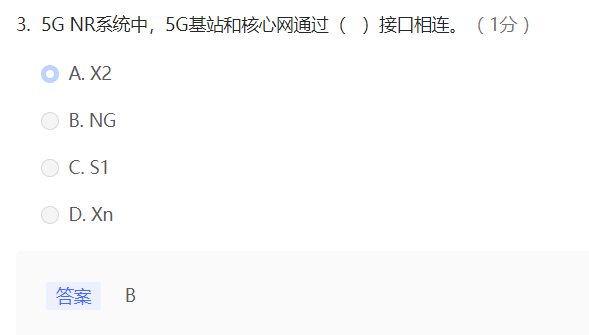 3. 5G NR系统中，5G基站和核心网通过（　）接口相连。（1分）
A. X2
B. NG
C. S1
D. Xn
答案 B